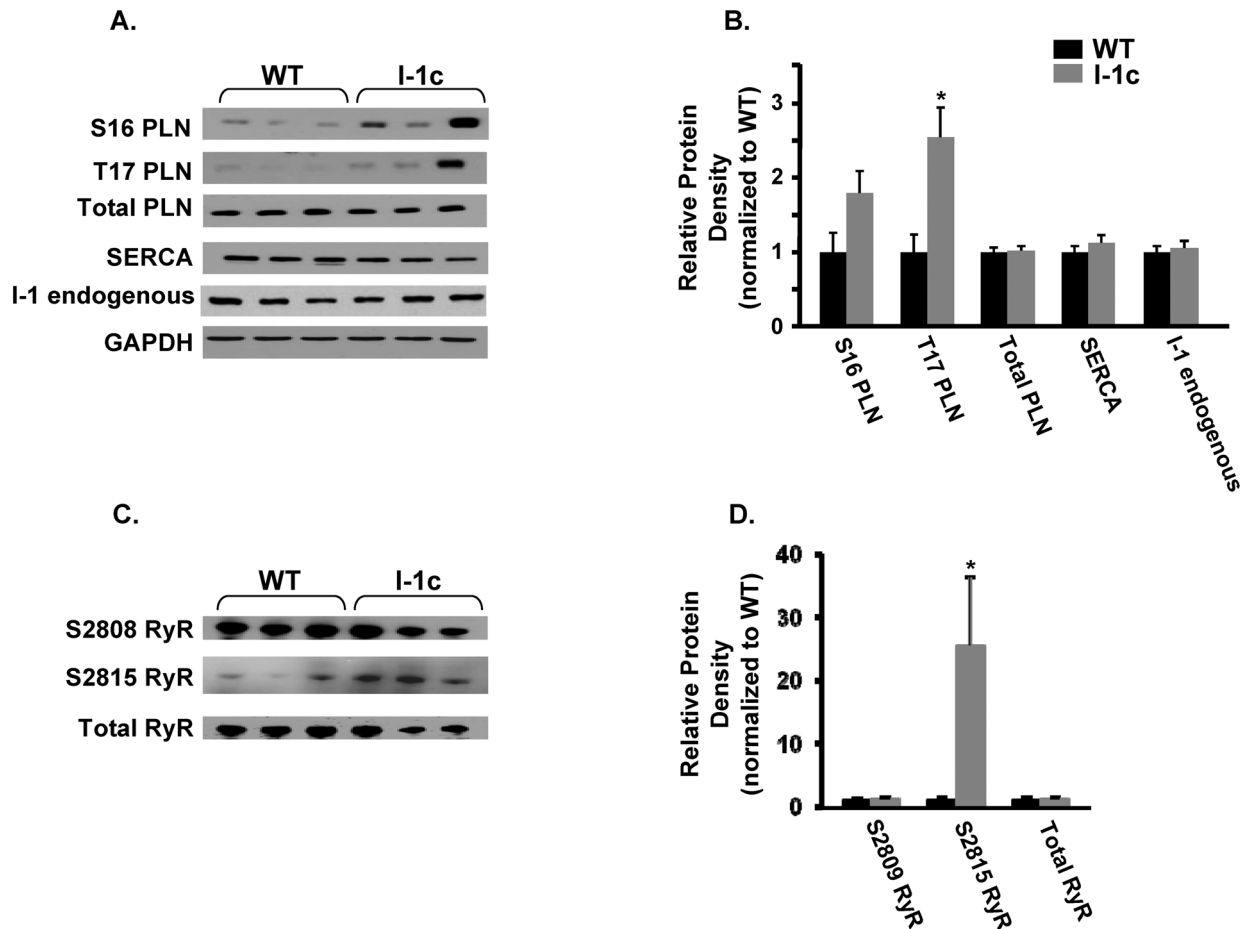 A.
WT I-1c
S16 PLN
T17 PLN
Total PLN
SERCA
I-1 endogenous
GAPDH
B.
WT
I-1c
Relative Protein
Density
(normalized to WT)
3
2
1
0
*
S16 PLN
T17 PLN
Total PLN
SERCA
I-1 endogenous
C.
WT I-1c
S2808 RyR
S2815 RyR
Total RyR
D.
Relative Protein
Density
(normalized to WT)
40
30
20
10
0
*
S2809 RyR
S2815 RyR
Total RyR